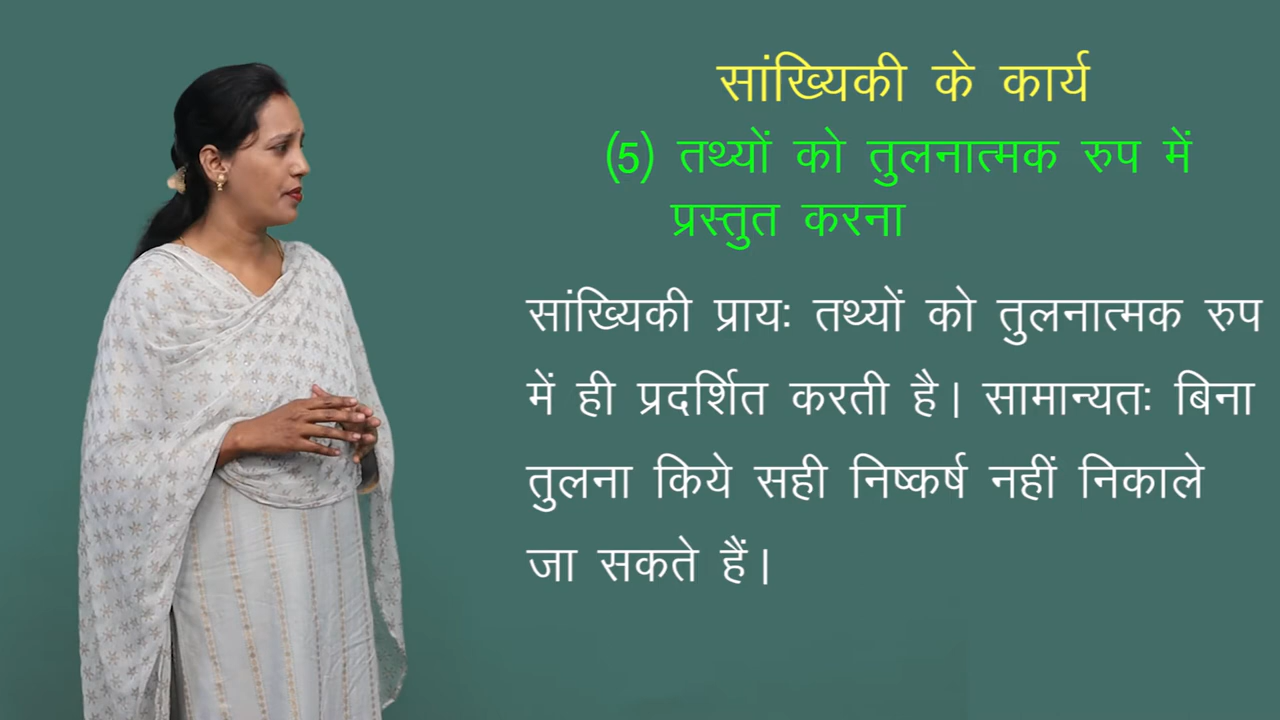 सांख्यिकी के कार्य
(5) तथ्यों को तुलनात्मक रुप में
प्रस्तुत करना
सांख्यिकी प्रायः तथ्यों को तुलनात्मक रुप
में ही प्रदर्शित करती है। सामान्यतः बिना
तुलना किये सही निष्कर्ष नहीं निकाले
जा सकते हैं।